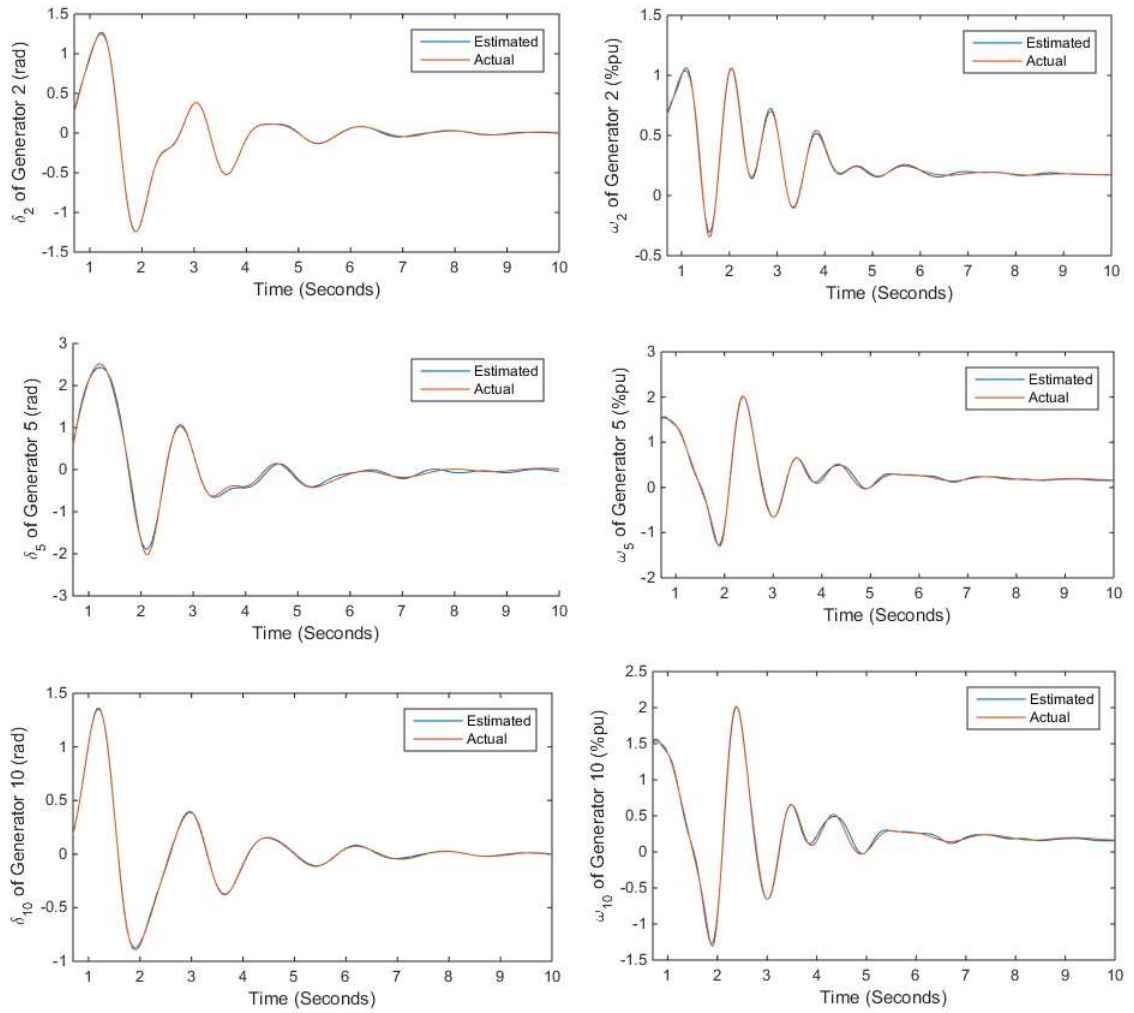 δ2 of Generator 2 (rad)
1.5
1
0.5
0
-0.5
-1
-1.5
Estimated
Actual
1 2 3 4 5 6 7 8 9 10
Time (Seconds)
ω2 of Generator 2 (%pu)
1.5
1
0.5
0
-0.5
Estimated
Actual
1 2 3 4 5 6 7 8 9 10
Time (Seconds)
δ5 of Generator 5 (rad)
3
2
1
0
-1
-2
-3
Estimated
Actual
1 2 3 4 5 6 7 8 9 10
Time (Seconds)
ω5 of Generator 5 (%pu)
3
2
1
0
-1
-2
Estimated
Actual
1 2 3 4 5 6 7 8 9 10
Time (Seconds)
δ10 of Generator 10 (rad)
1.5
1
0.5
0
-0.5
-1
Estimated
Actual
1 2 3 4 5 6 7 8 9 10
Time (Seconds)
ω10 of Generator 10 (%pu)
2.5
2
1.5
1
0.5
0
-0.5
-1
-1.5
Estimated
Actual
1 2 3 4 5 6 7 8 9 10
Time (Seconds)